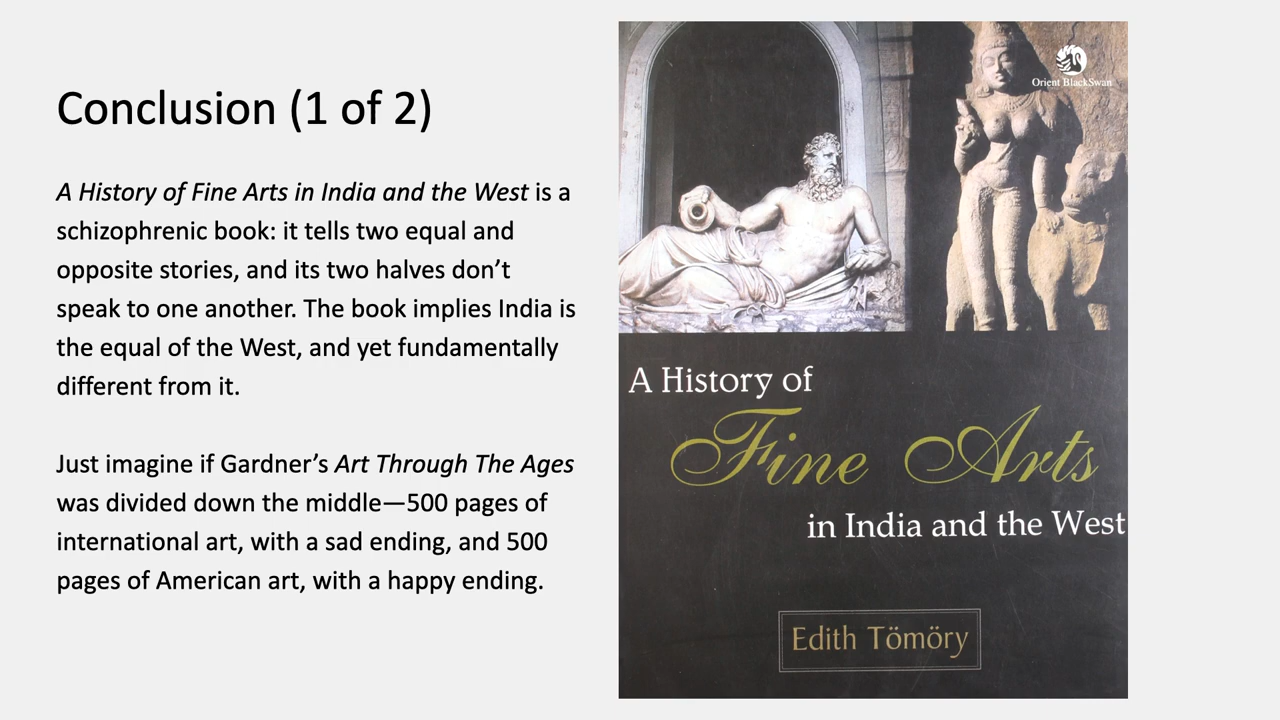 Conclusion (1 of 2)
A History of Fine Arts in India and the West is a
schizophrenic book: it tells two equal and
opposite stories, and its two halves don’t
speak to one another. The book implies India is
the equal of the West, and yet fundamentally
different from it.
Just imagine if Gardner’s Art Through The Ages
was divided down the middle—500 pages of
international art, with a sad ending, and 500
pages of American art, with a happy ending.
Orient BlackSwan
A History of
Fine Arts
in India and the West
Edith Tömöry